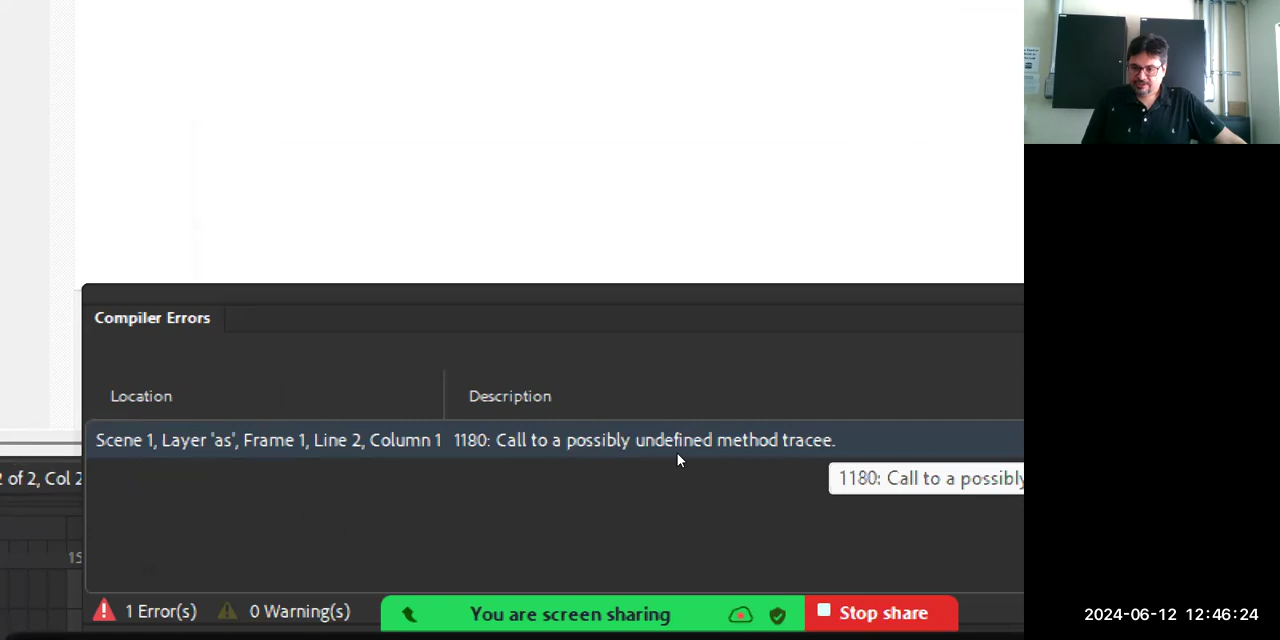 Compiler Errors
Location Description
Scene 1, Layer 'as', Frame 1, Line 2, Column 1 1180: Call to a possibly undefined method tracee.
of 2, Col 2
1180: Call to a possibly
15
1 Error(s) 0 Warning(s) You are screen sharing Stop share
2024-06-12 12:46:24